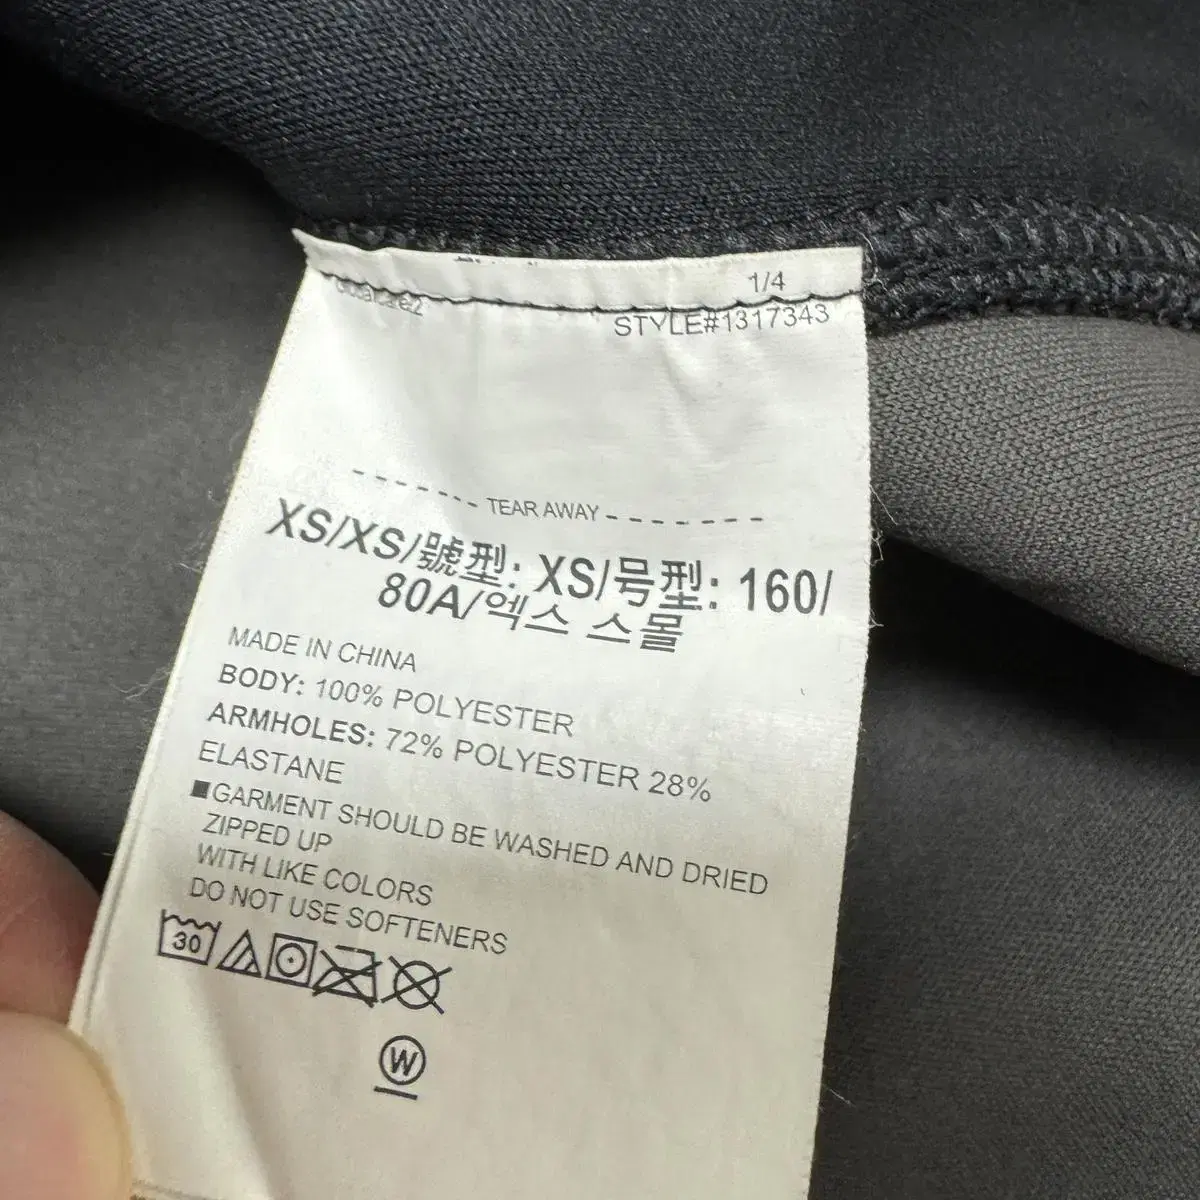 1/4
STYLE#1317343
TEAR AWAY
XS/XS/號型: XS/号型: 160/
80A/엑스 스몰
MADE IN CHINA
BODY: 100% POLYESTER
ARMHOLES: 72% POLYESTER 28%
ELASTANE
■GARMENT SHOULD BE WASHED AND DRIED
ZIPPED UP
WITH LIKE COLORS
DO NOT USE SOFTENERS
30
W